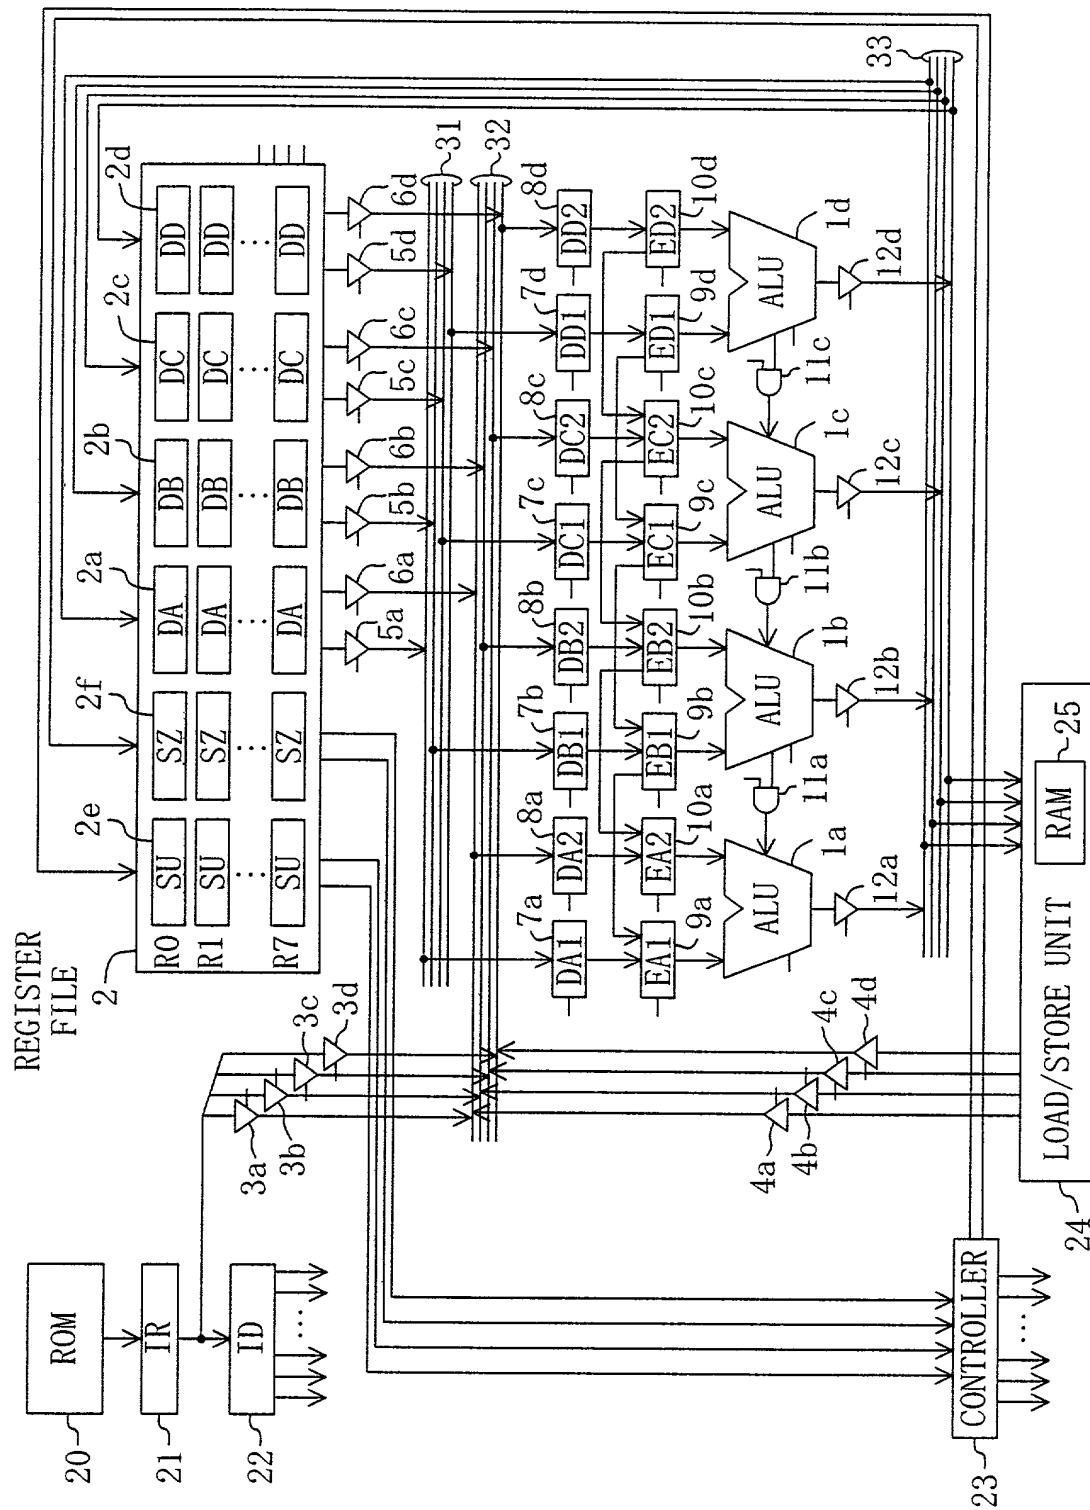 REGISTER
FILE
20
ROM
21
IR
22
ID
2
R0
SU
SZ
DA
DB
DC
DD
R1
SU
SZ
DA
DB
DC
DD
R7
SU
SZ
DA
DB
DC
DD
2e
2f
2a
2b
2c
2d
3a
3b
3c
3d
5a
6a
5b
6b
5c
6c
5d
6d
31
32
33
7a
8a
7b
8b
7c
8c
7d
8d
DA1
DA2
DB1
DB2
DC1
DC2
DD1
DD2
EA1
EA2
EB1
EB2
EC1
EC2
ED1
ED2
9a
10a
9b
10b
9c
10c
9d
10d
ALU
ALU
ALU
ALU
1a
11a
1b
11b
1c
11c
1d
12a
12b
12c
12d
4a
4b
4c
4d
23
CONTROLLER
24
LOAD/STORE UNIT
RAM
25